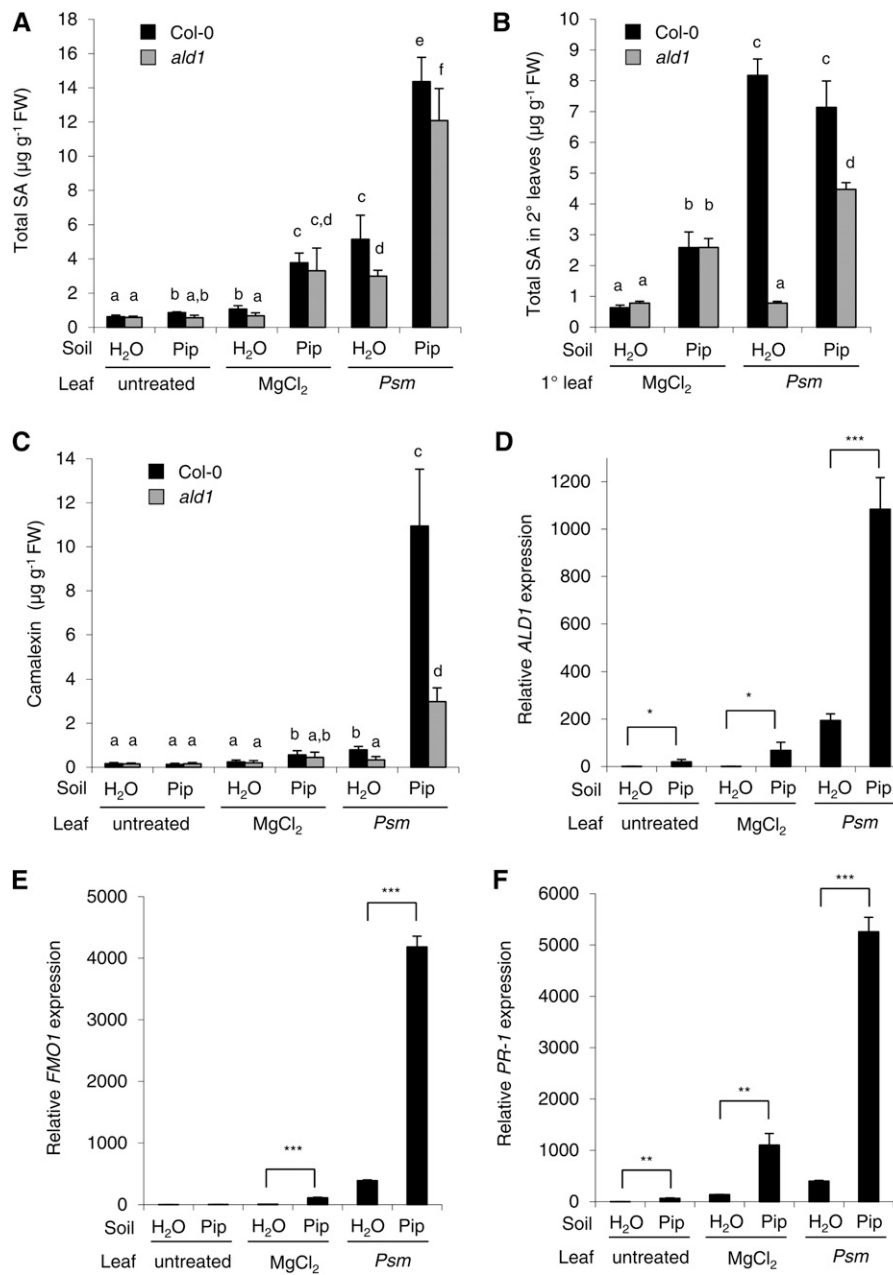 A
Col-0
ald1
Total SA (µg g-1 FW)
16
14
12
10
8
6
4
2
0
a a b a,b b a c c,d c d e f
Soil H2O Pip H2O Pip H2O Pip
Leaf untreated MgCl2 Psm
B
Col-0
ald1
Total SA in 2° leaves (µg g-1 FW)
10
9
8
7
6
5
4
3
2
1
0
a a b b c a c d
Soil H2O Pip H2O Pip
1° leaf MgCl2 Psm
C
Col-0
ald1
Camalexin (µg g-1 FW)
14
12
10
8
6
4
2
0
a a a a a a b a,b b a c d
Soil H2O Pip H2O Pip H2O Pip
Leaf untreated MgCl2 Psm
D
Relative ALD1 expression
1200
1000
800
600
400
200
0
* * ***
Soil H2O Pip H2O Pip H2O Pip
Leaf untreated MgCl2 Psm
E
Relative FMO1 expression
5000
4000
3000
2000
1000
0
*** ***
Soil H2O Pip H2O Pip H2O Pip
Leaf untreated MgCl2 Psm
F
Relative PR-1 expression
6000
5000
4000
3000
2000
1000
0
** ** ***
Soil H2O Pip H2O Pip H2O Pip
Leaf untreated MgCl2 Psm